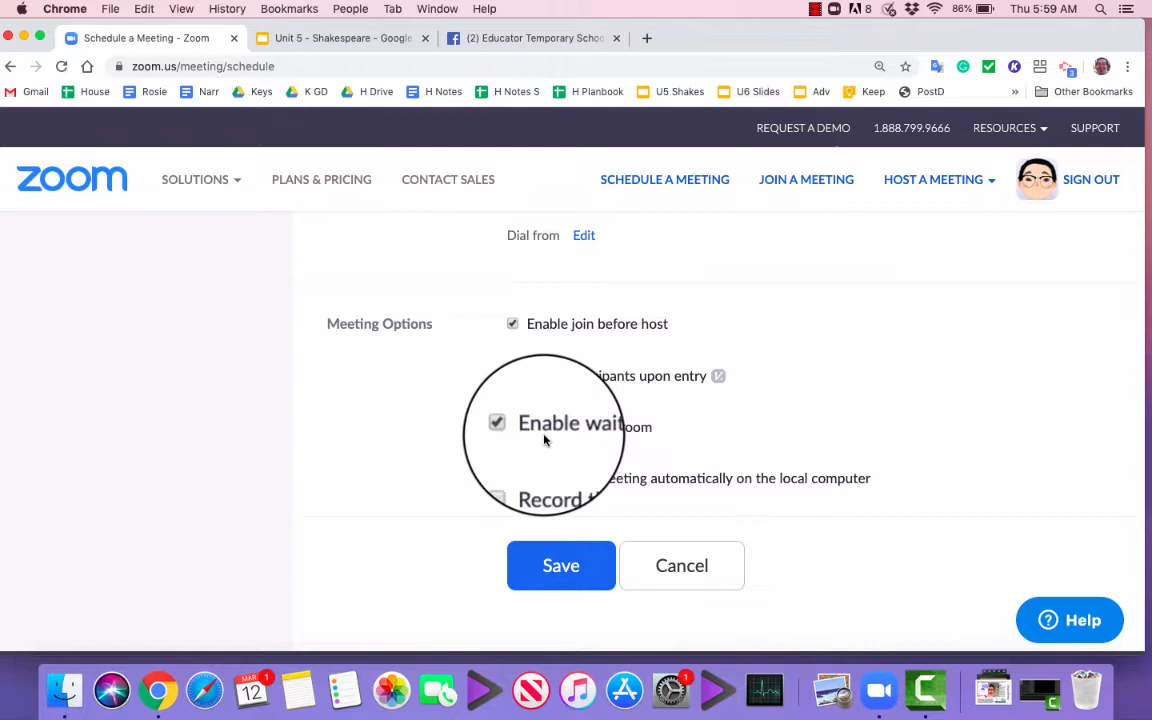 Chrome File Edit View History Bookmarks People Tab Window Help 8 86% Thu 5:59 AM
Schedule a Meeting - Zoom Unit 5 - Shakespeare - Google (2) Educator Temporary Schoo
zoom.us/meeting/schedule
Gmail House Rosie Narr Keys K GD H Drive H Notes H Notes S H Planbook U5 Shakes U6 Slides Adv Keep PostD » Other Bookmarks
REQUEST A DEMO 1.888.799.9666 RESOURCES SUPPORT
zoom SOLUTIONS PLANS & PRICING CONTACT SALES SCHEDULE A MEETING JOIN A MEETING HOST A MEETING SIGN OUT
Dial from Edit
Meeting Options Enable join before host
ipants upon entry
Enable wait oom
Record t eeting automatically on the local computer
Save Cancel
Help
MAR 12 1 1